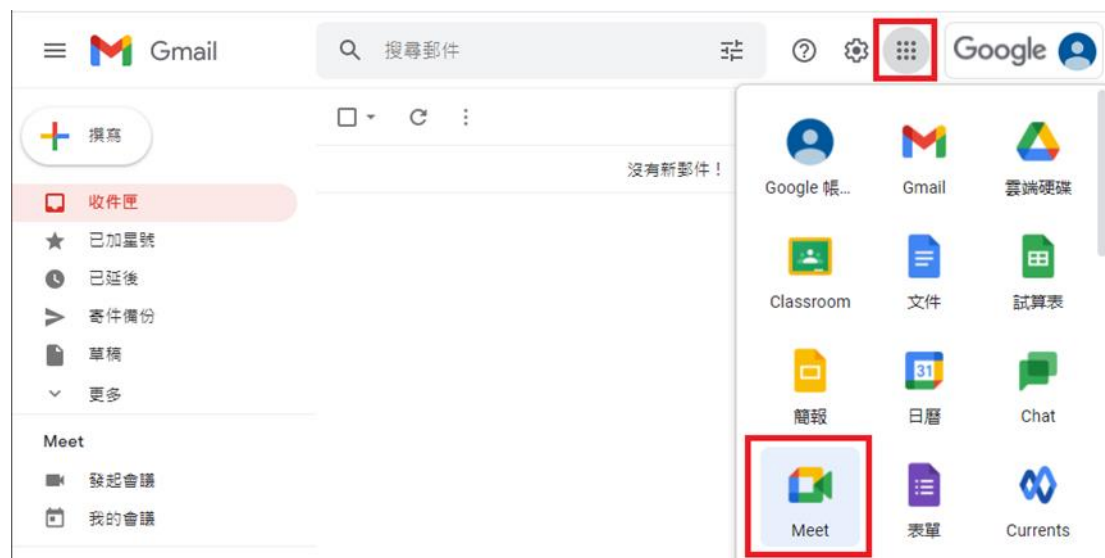 Gmail
搜尋郵件
Google
撰寫
沒有新郵件！
收件匣
已加星號
已延後
寄件備份
草稿
更多
Meet
發起會議
我的會議
Google 帳...
Gmail
雲端硬碟
Classroom
文件
試算表
簡報
31
日曆
Chat
Meet
表單
Currents